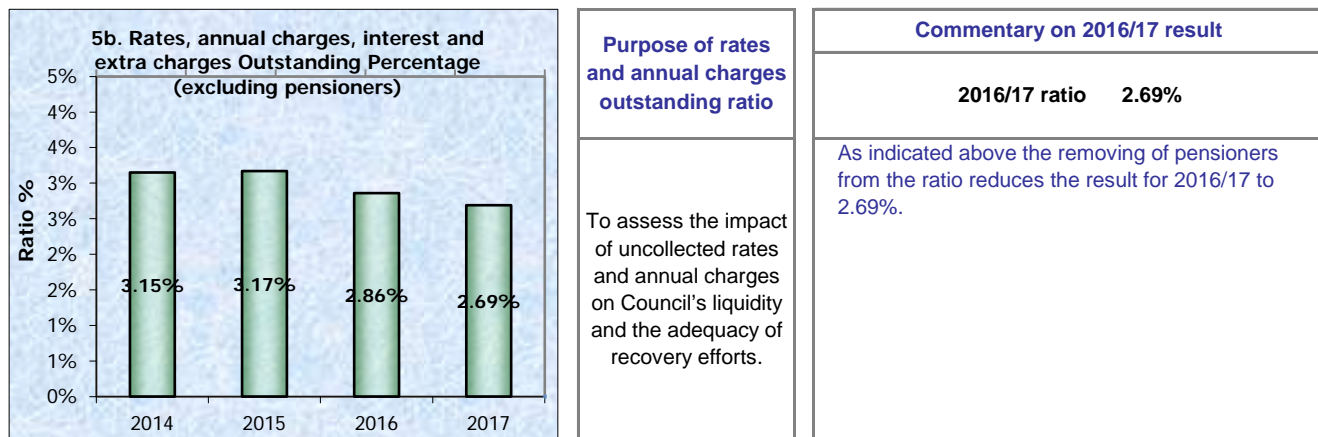 5b. Rates, annual charges, interest and
extra charges Outstanding Percentage
(excluding pensioners)
5%
4%
4%
3%
3%
2%
2%
1%
1%
0%
Ratio %
3.15%
3.17%
2.86%
2.69%
2014
2015
2016
2017
Purpose of rates
and annual charges
outstanding ratio
To assess the impact
of uncollected rates
and annual charges
on Council's liquidity
and the adequacy of
recovery efforts.
Commentary on 2016/17 result
2016/17 ratio 2.69%
As indicated above the removing of pensioners
from the ratio reduces the result for 2016/17 to
2.69%.